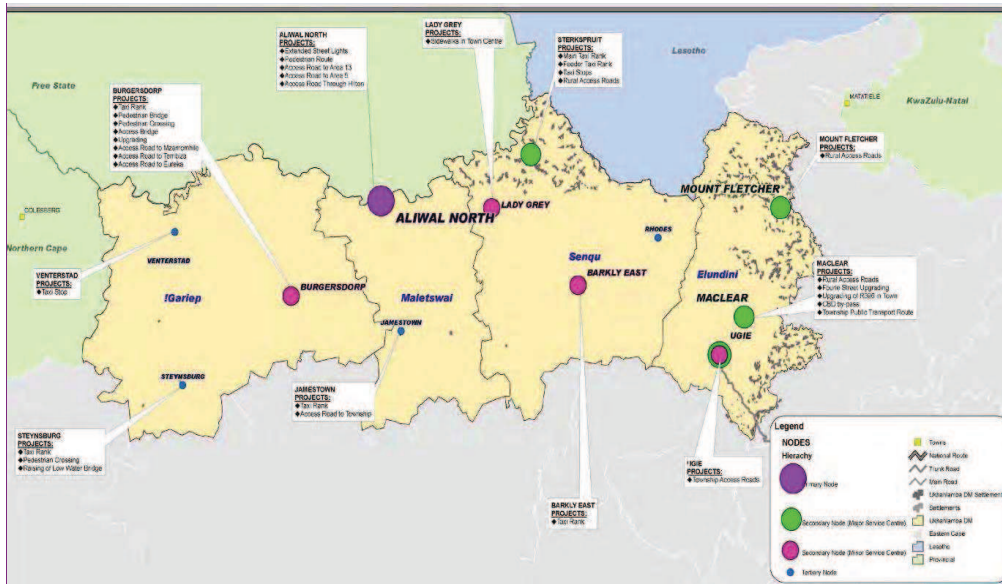 ALIWAL NORTH
PROJECTS:
◆Extended Street Lights
◆Pedestrian Route
◆Access Road to Area 13
◆Access Road to Area 5
◆Access Road Through Hilton
LADY GREY
PROJECTS:
◆Sidewalks in Town Centre
STERKSPRUIT
PROJECTS:
◆Main Taxi Rank
◆Feeder Taxi Rank
◆Taxi Stops
◆Rural Access Roads
Lesotho
Free State
BURGERSDORP
PROJECTS:
◆Taxi Rank
◆Pedestrian Bridge
◆Pedestrian Crossing
◆Access Bridge
◆Upgrading
◆Access Road to Mzamomhle
◆Access Road to Tembiza
◆Access Road to Eureka
MATATIELE
KwaZulu-Natal
MOUNT FLETCHER
PROJECTS:
◆Rural Access Roads
MOUNT FLETCHER
COLESBERG
Northern Cape
ALIWAL NORTH
LADY GREY
RHODES
VENTERSTAD
VENTERSTAD
PROJECTS:
◆Taxi Stop
!Gariep
BURGERSDORP
Maletswai
Senqu
BARKLY EAST
Elundini
MACLEAR
MACLEAR
PROJECTS:
◆Rural Access Roads
◆Fourie Street Upgrading
◆Upgrading of R396 in Town
◆CBD by-pass
◆Township Public Transport Route
JAMESTOWN
UGIE
STEYNSBURG
JAMESTOWN
PROJECTS:
◆Taxi Rank
◆Access Road to Township
STEYNSBURG
PROJECTS:
◆Taxi Rank
◆Pedestrian Crossing
◆Raising of Low Water Bridge
PROJECTS:
◆Township Access Roads
BARKLY EAST
PROJECTS:
◆Taxi Rank
Legend
NODES
Hierachy
Primary Node
Secondary Node (Major Service Centre)
Secondary Node (Minor Service Centre)
Tertiary Node
Towns
National Route
Trunk Road
Main Road
Ukhahlamba DM Settlement
Settlements
Ukhahlamba DM
Eastern Cape
Lesotho
Provincial